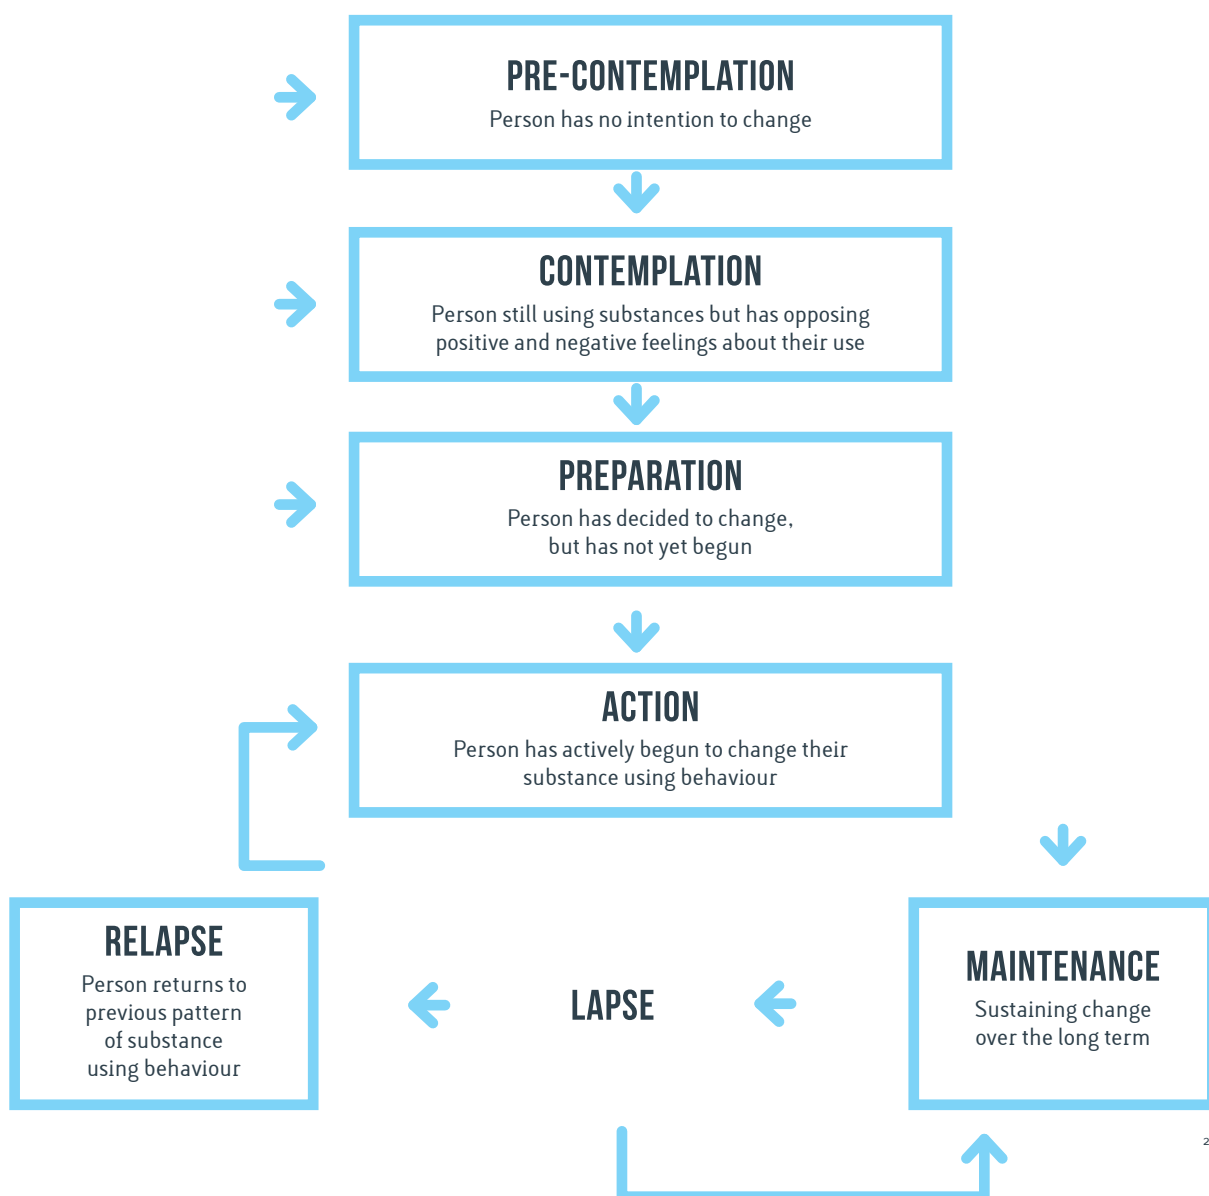 PRE-CONTEMPLATION
Person has no intention to change
CONTEMPLATION
Person still using substances but has opposing
positive and negative feelings about their use
PREPARATION
Person has decided to change,
but has not yet begun
ACTION
Person has actively begun to change their
substance using behaviour
RELAPSE
Person returns to
previous pattern
of substance
using behaviour
LAPSE
MAINTENANCE
Sustaining change
over the long term
2